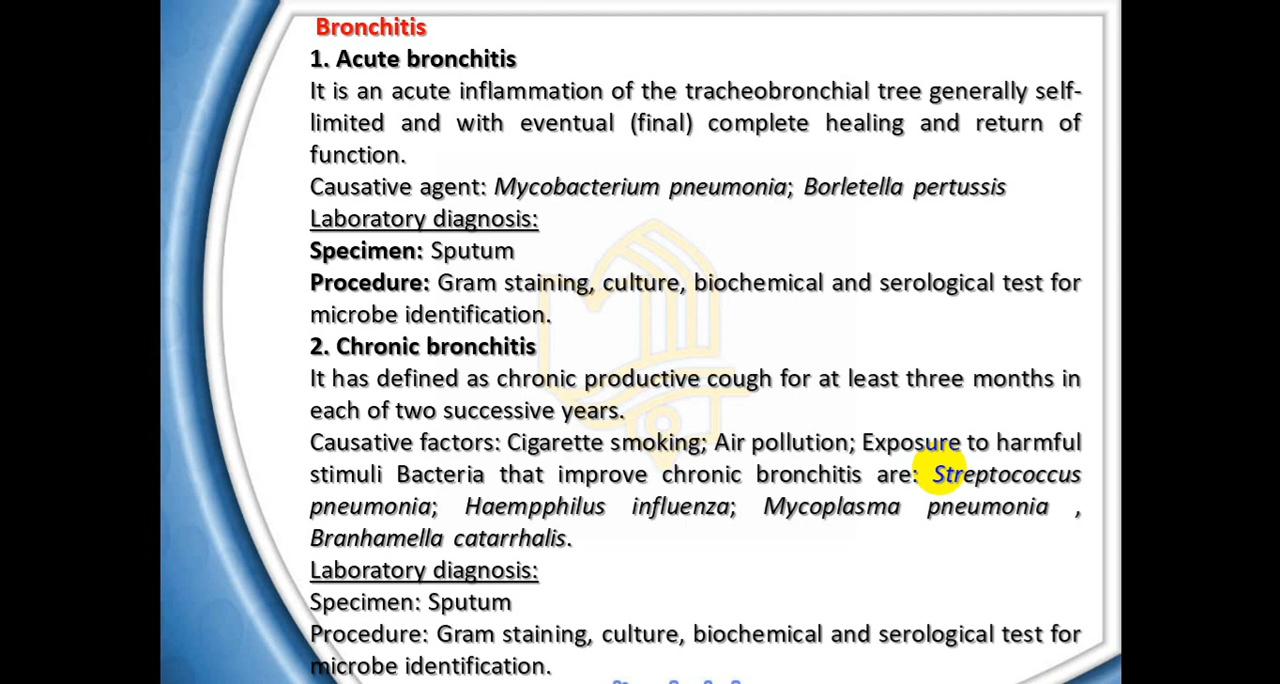 Bronchitis
1. Acute bronchitis
It is an acute inflammation of the tracheobronchial tree generally self-
limited and with eventual (final) complete healing and return of
function.
Causative agent: Mycobacterium pneumonia; Borletella pertussis
Laboratory diagnosis:
Specimen: Sputum
Procedure: Gram staining, culture, biochemical and serological test for
microbe identification.
2. Chronic bronchitis
It has defined as chronic productive cough for at least three months in
each of two successive years.
Causative factors: Cigarette smoking; Air pollution; Exposure to harmful
stimuli Bacteria that improve chronic bronchitis are: Streptococcus
pneumonia; Haempphilus influenza; Mycoplasma pneumonia ,
Branhamella catarrhalis.
Laboratory diagnosis:
Specimen: Sputum
Procedure: Gram staining, culture, biochemical and serological test for
microbe identification.